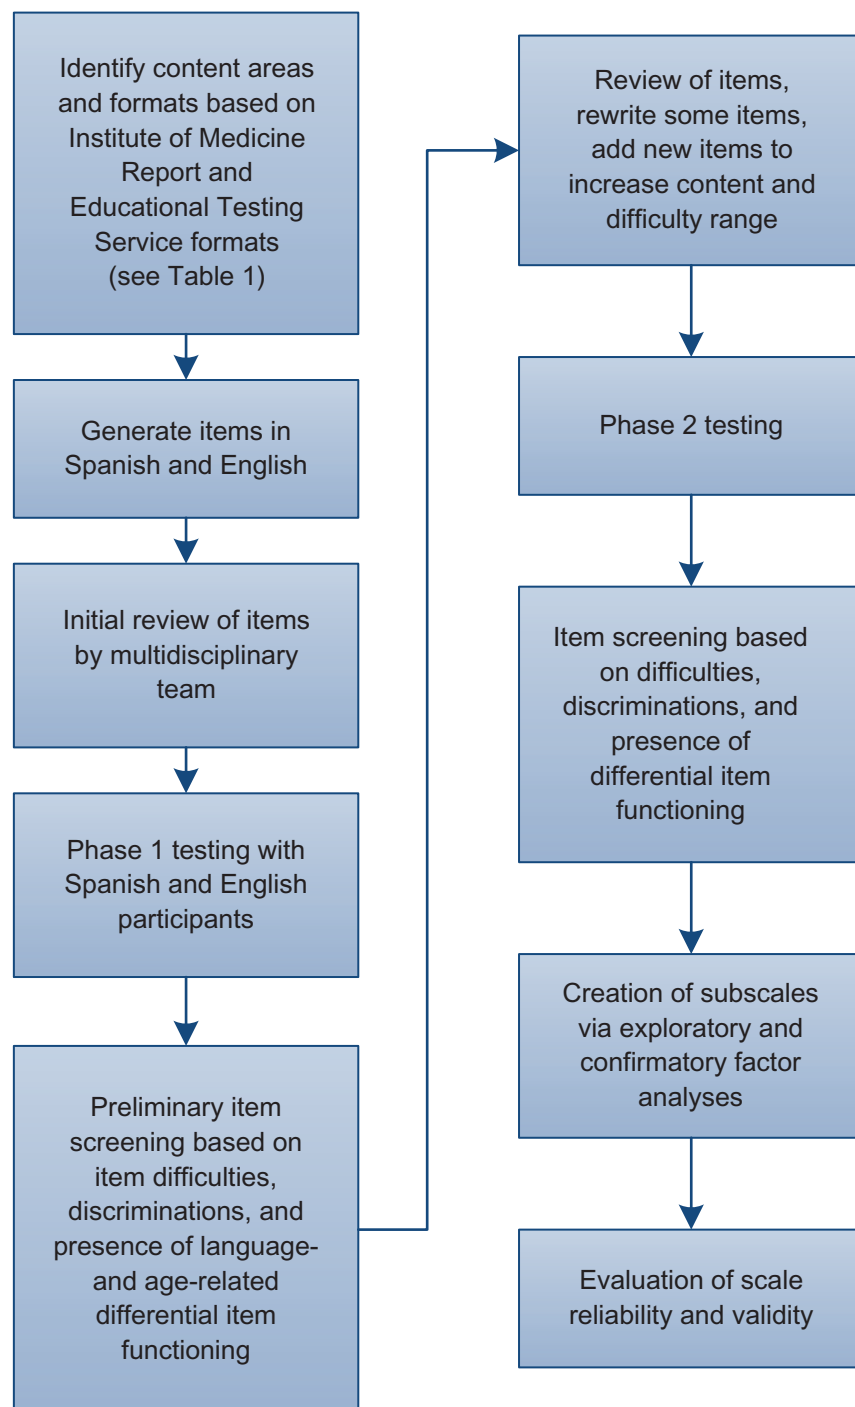 Identify content areas
and formats based on
Institute of Medicine
Report and
Educational Testing
Service formats
(see Table 1)
Generate items in
Spanish and English
Initial review of items
by multidisciplinary
team
Phase 1 testing with
Spanish and English
participants
Preliminary item
screening based on
item difficulties,
discriminations, and
presence of language-
and age-related
differential item
functioning
Review of items,
rewrite some items,
add new items to
increase content and
difficulty range
Phase 2 testing
Item screening based
on difficulties,
discriminations, and
presence of
differential item
functioning
Creation of subscales
via exploratory and
confirmatory factor
analyses
Evaluation of scale
reliability and validity